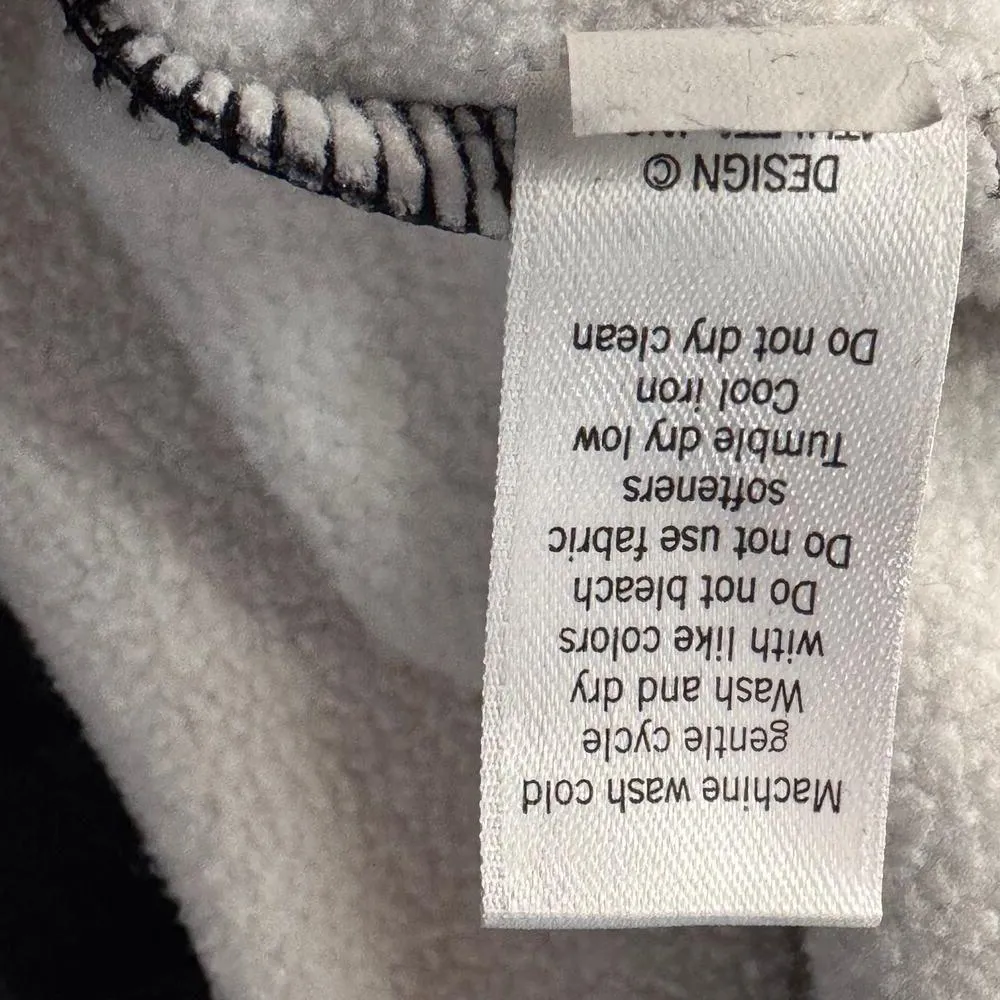 Machine wash cold
gentle cycle
Wash and dry
with like colors
Do not bleach
Do not use fabric
softeners
Tumble dry low
Cool iron
Do not dry clean
DESIGN ©